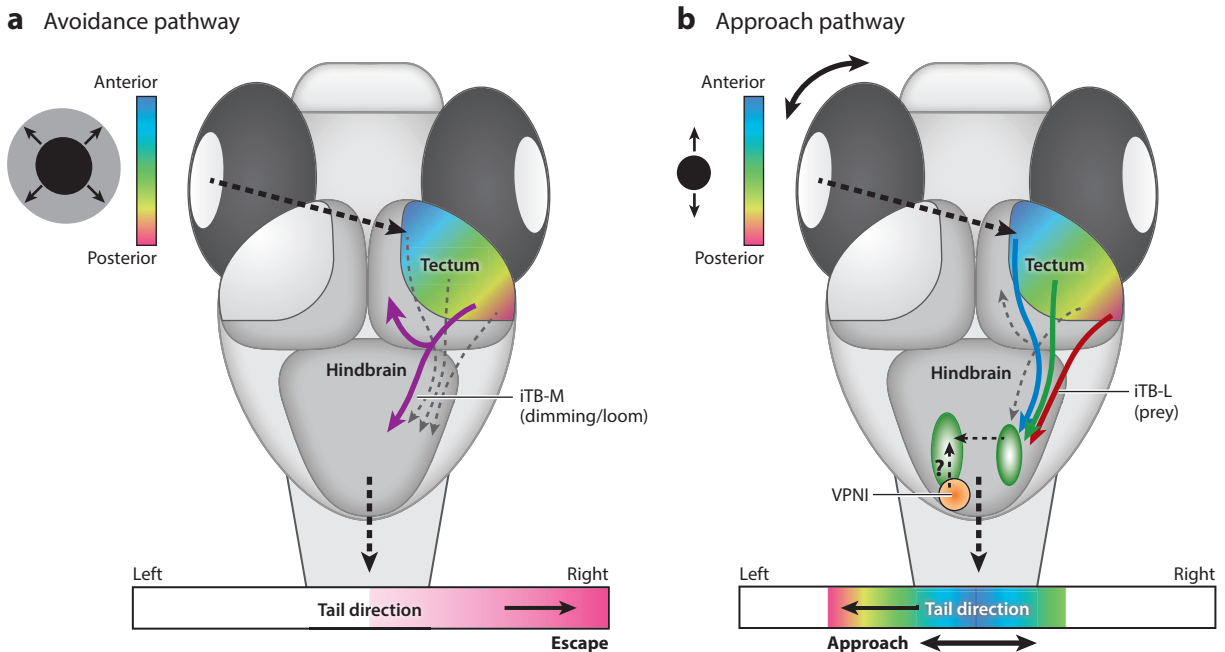 a Avoidance pathway
Anterior
Posterior
Tectum
Hindbrain
iTB-M
(dimming/loom)
Left
Right
Tail direction
Escape
b Approach pathway
Anterior
Posterior
Tectum
Hindbrain
iTB-L
(prey)
?
VPNI
Left
Right
Tail direction
Approach